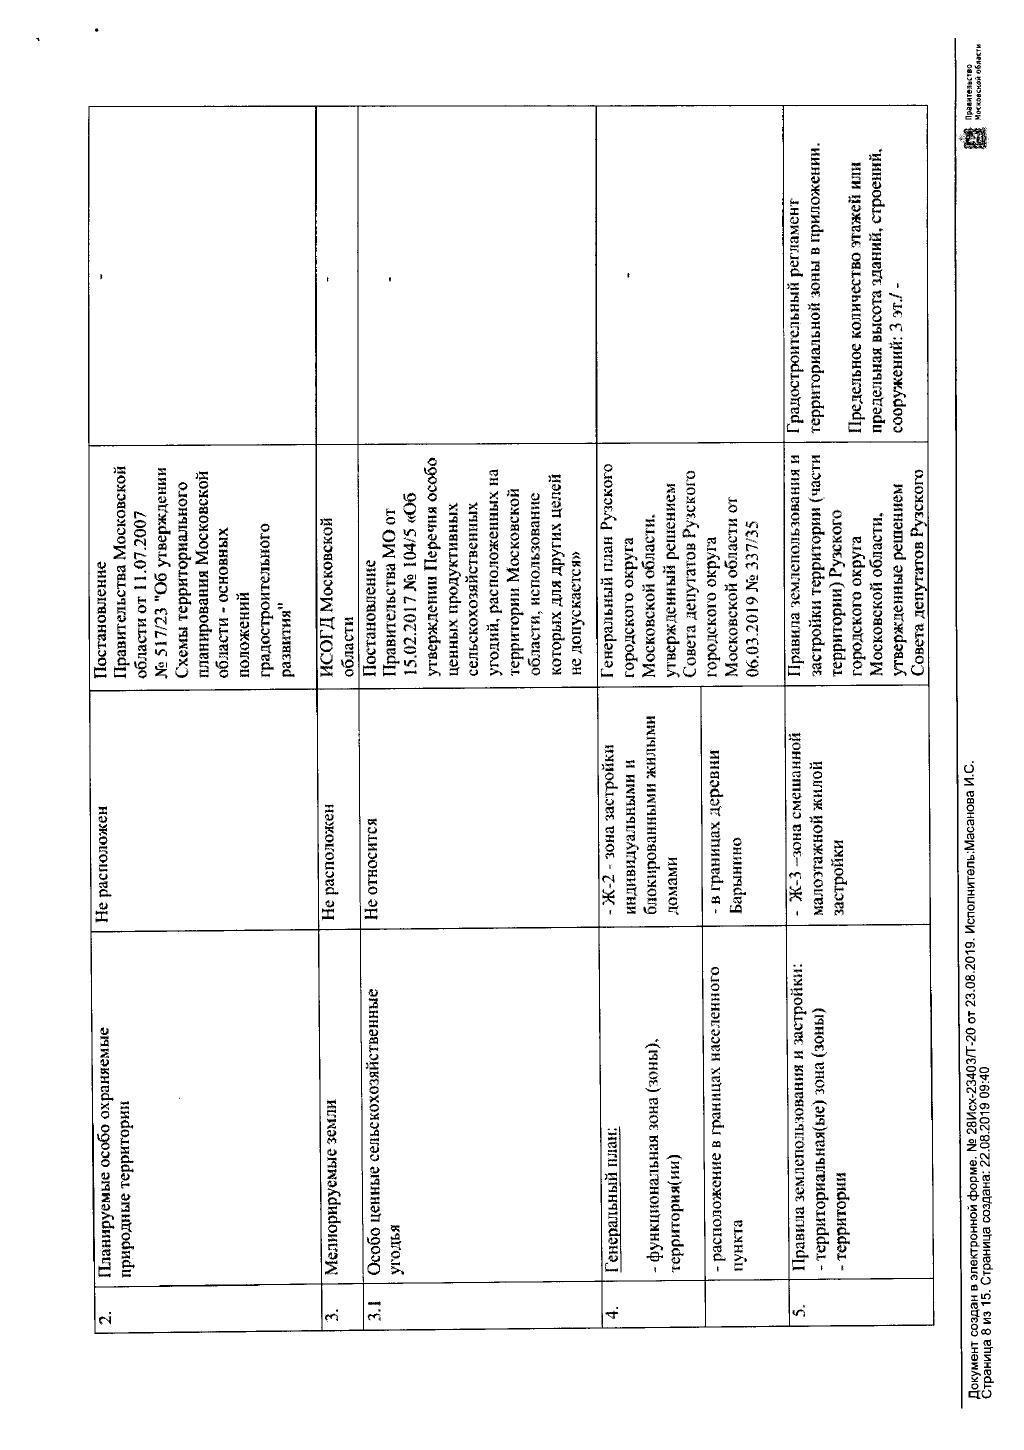 2.
Планируемые особо охраняемые
природные территории
Не расположен
Постановление
Правительства Московской
области от 11.07.2007
№ 517/23 "Об утверждении
Схемы территориального
планирования Московской
области - основных
положений
градостроительного
развития"
-
3.
Мелиорируемые земли
Не расположен
ИСОГД Московской
области
-
3.1
Особо ценные сельскохозяйственные
угодья
Не относится
Постановление
Правительства МО от
15.02.2017 № 104/5 «Об
утверждении Перечня особо
ценных продуктивных
сельскохозяйственных
угодий, расположенных на
территории Московской
области, использование
которых для других целей
не допускается»
-
4.
Генеральный план:
- функциональная зона (зоны),
территория(ии)
- Ж-2 - зона застройки
индивидуальными и
блокированными жилыми
домами
Генеральный план Рузского
городского округа
Московской области,
утвержденный решением
Совета депутатов Рузского
городского округа
Московской области от
06.03.2019 № 337/35
-
- расположение в границах населенного
пункта
- в границах деревни
Барынино
5.
Правила землепользования и застройки:
- территориальная(ые) зона (зоны)
- территории
- Ж-3 –зона смешанной
малоэтажной жилой
застройки
Правила землепользования и
застройки территории (части
территории) Рузского
городского округа
Московской области,
утвержденные решением
Совета депутатов Рузского
Градостроительный регламент
территориальной зоны в приложении.
Предельное количество этажей или
предельная высота зданий, строений,
сооружений: 3 эт./ -
Документ создан в электронной форме. № 28Исх-23403/Т-20 от 23.08.2019. Исполнитель:Масанова И.С.
Страница 8 из 15. Страница создана: 22.08.2019 09:40
Правительство
Московской области